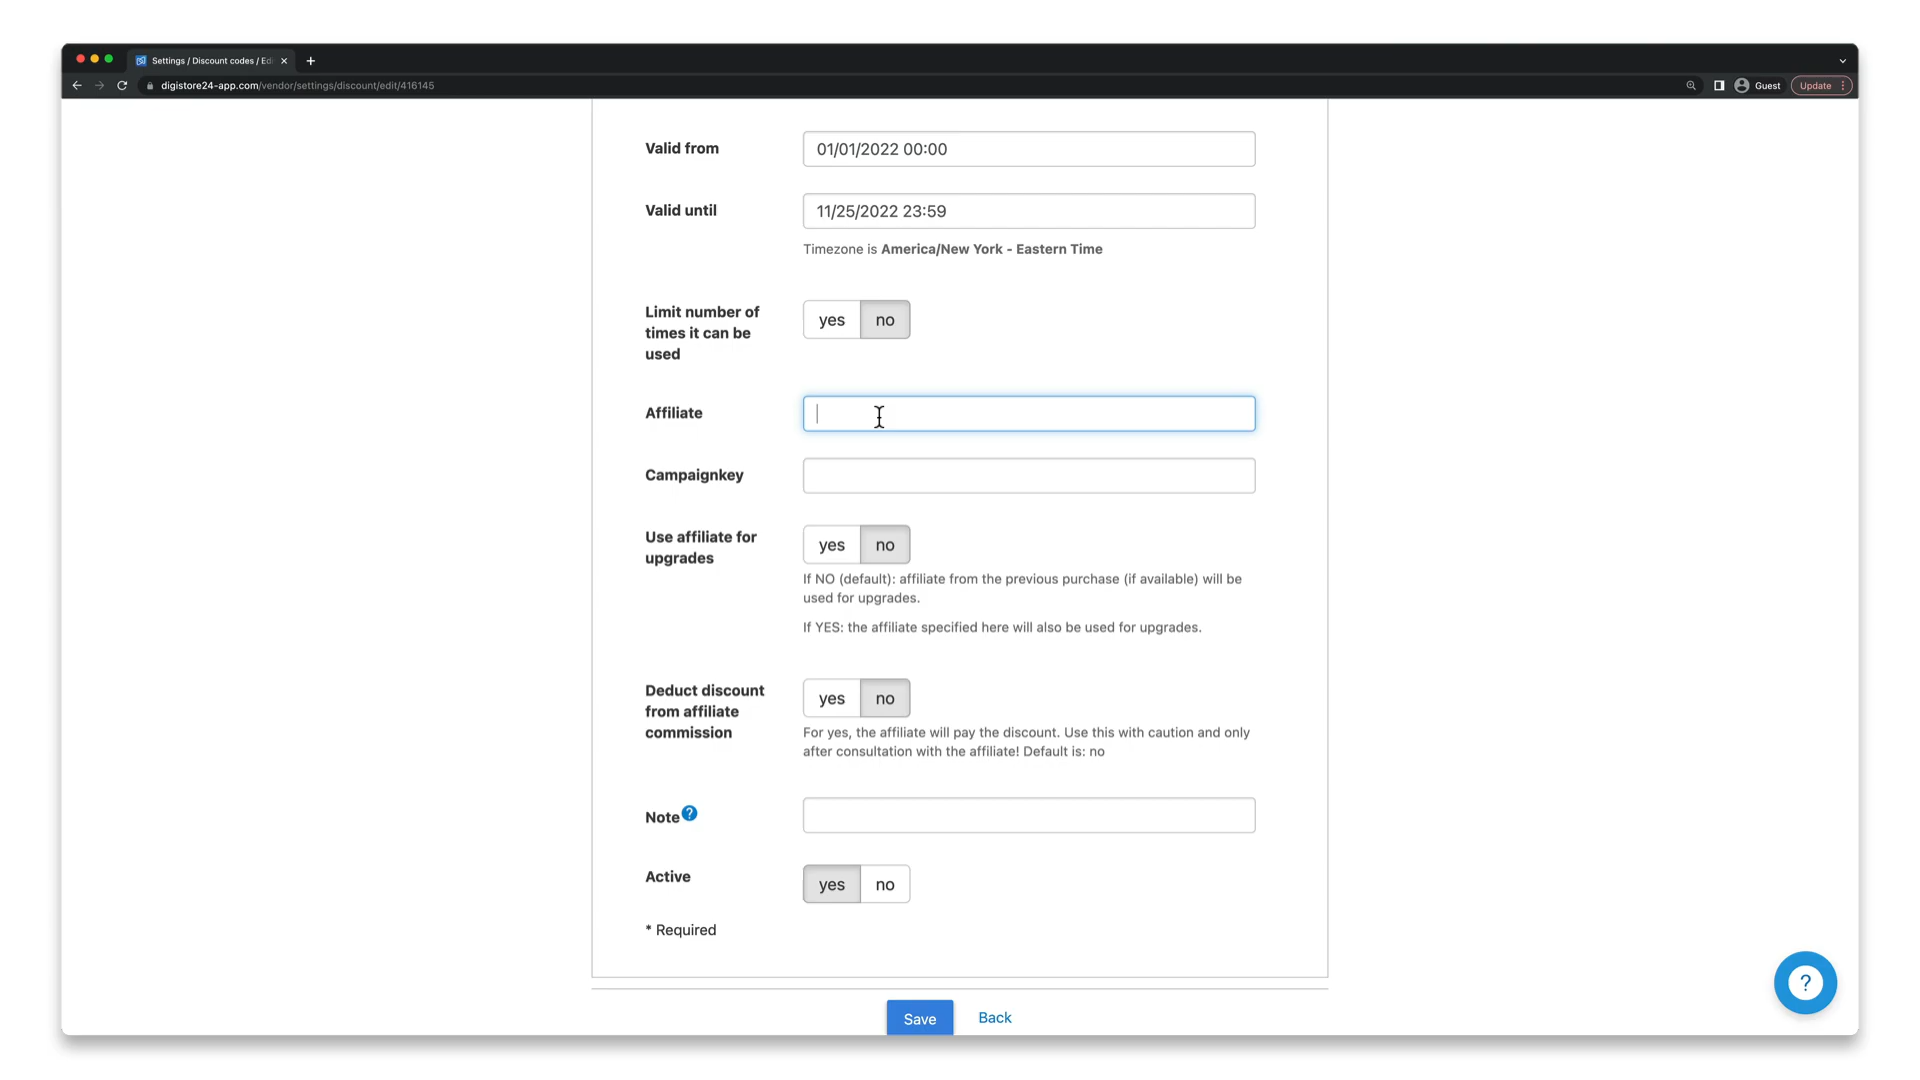 Settings / Discount codes / Edi
digistore24-app.com/vendor/settings/discount/edit/416145
Guest
Update
Valid from
01/01/2022 00:00
Valid until
11/25/2022 23:59
Timezone is America/New York - Eastern Time
Limit number of
times it can be
used
yes no
Affiliate
Campaignkey
Use affiliate for
upgrades
yes no
If NO (default): affiliate from the previous purchase (if available) will be
used for upgrades.
If YES: the affiliate specified here will also be used for upgrades.
Deduct discount
from affiliate
commission
yes no
For yes, the affiliate will pay the discount. Use this with caution and only
after consultation with the affiliate! Default is: no
Note ?
Active
yes no
* Required
?
Save Back